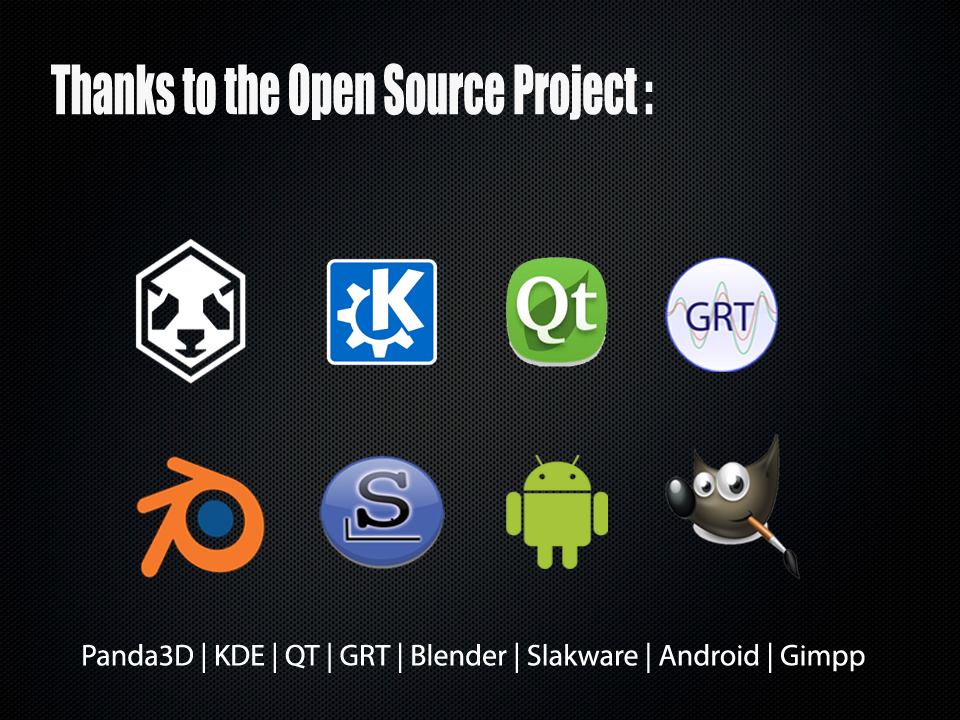 Thanks to the Open Source Project :
K Qt GRT
S
Panda3D | KDE | QT | GRT | Blender | Slakware | Android | Gimpp